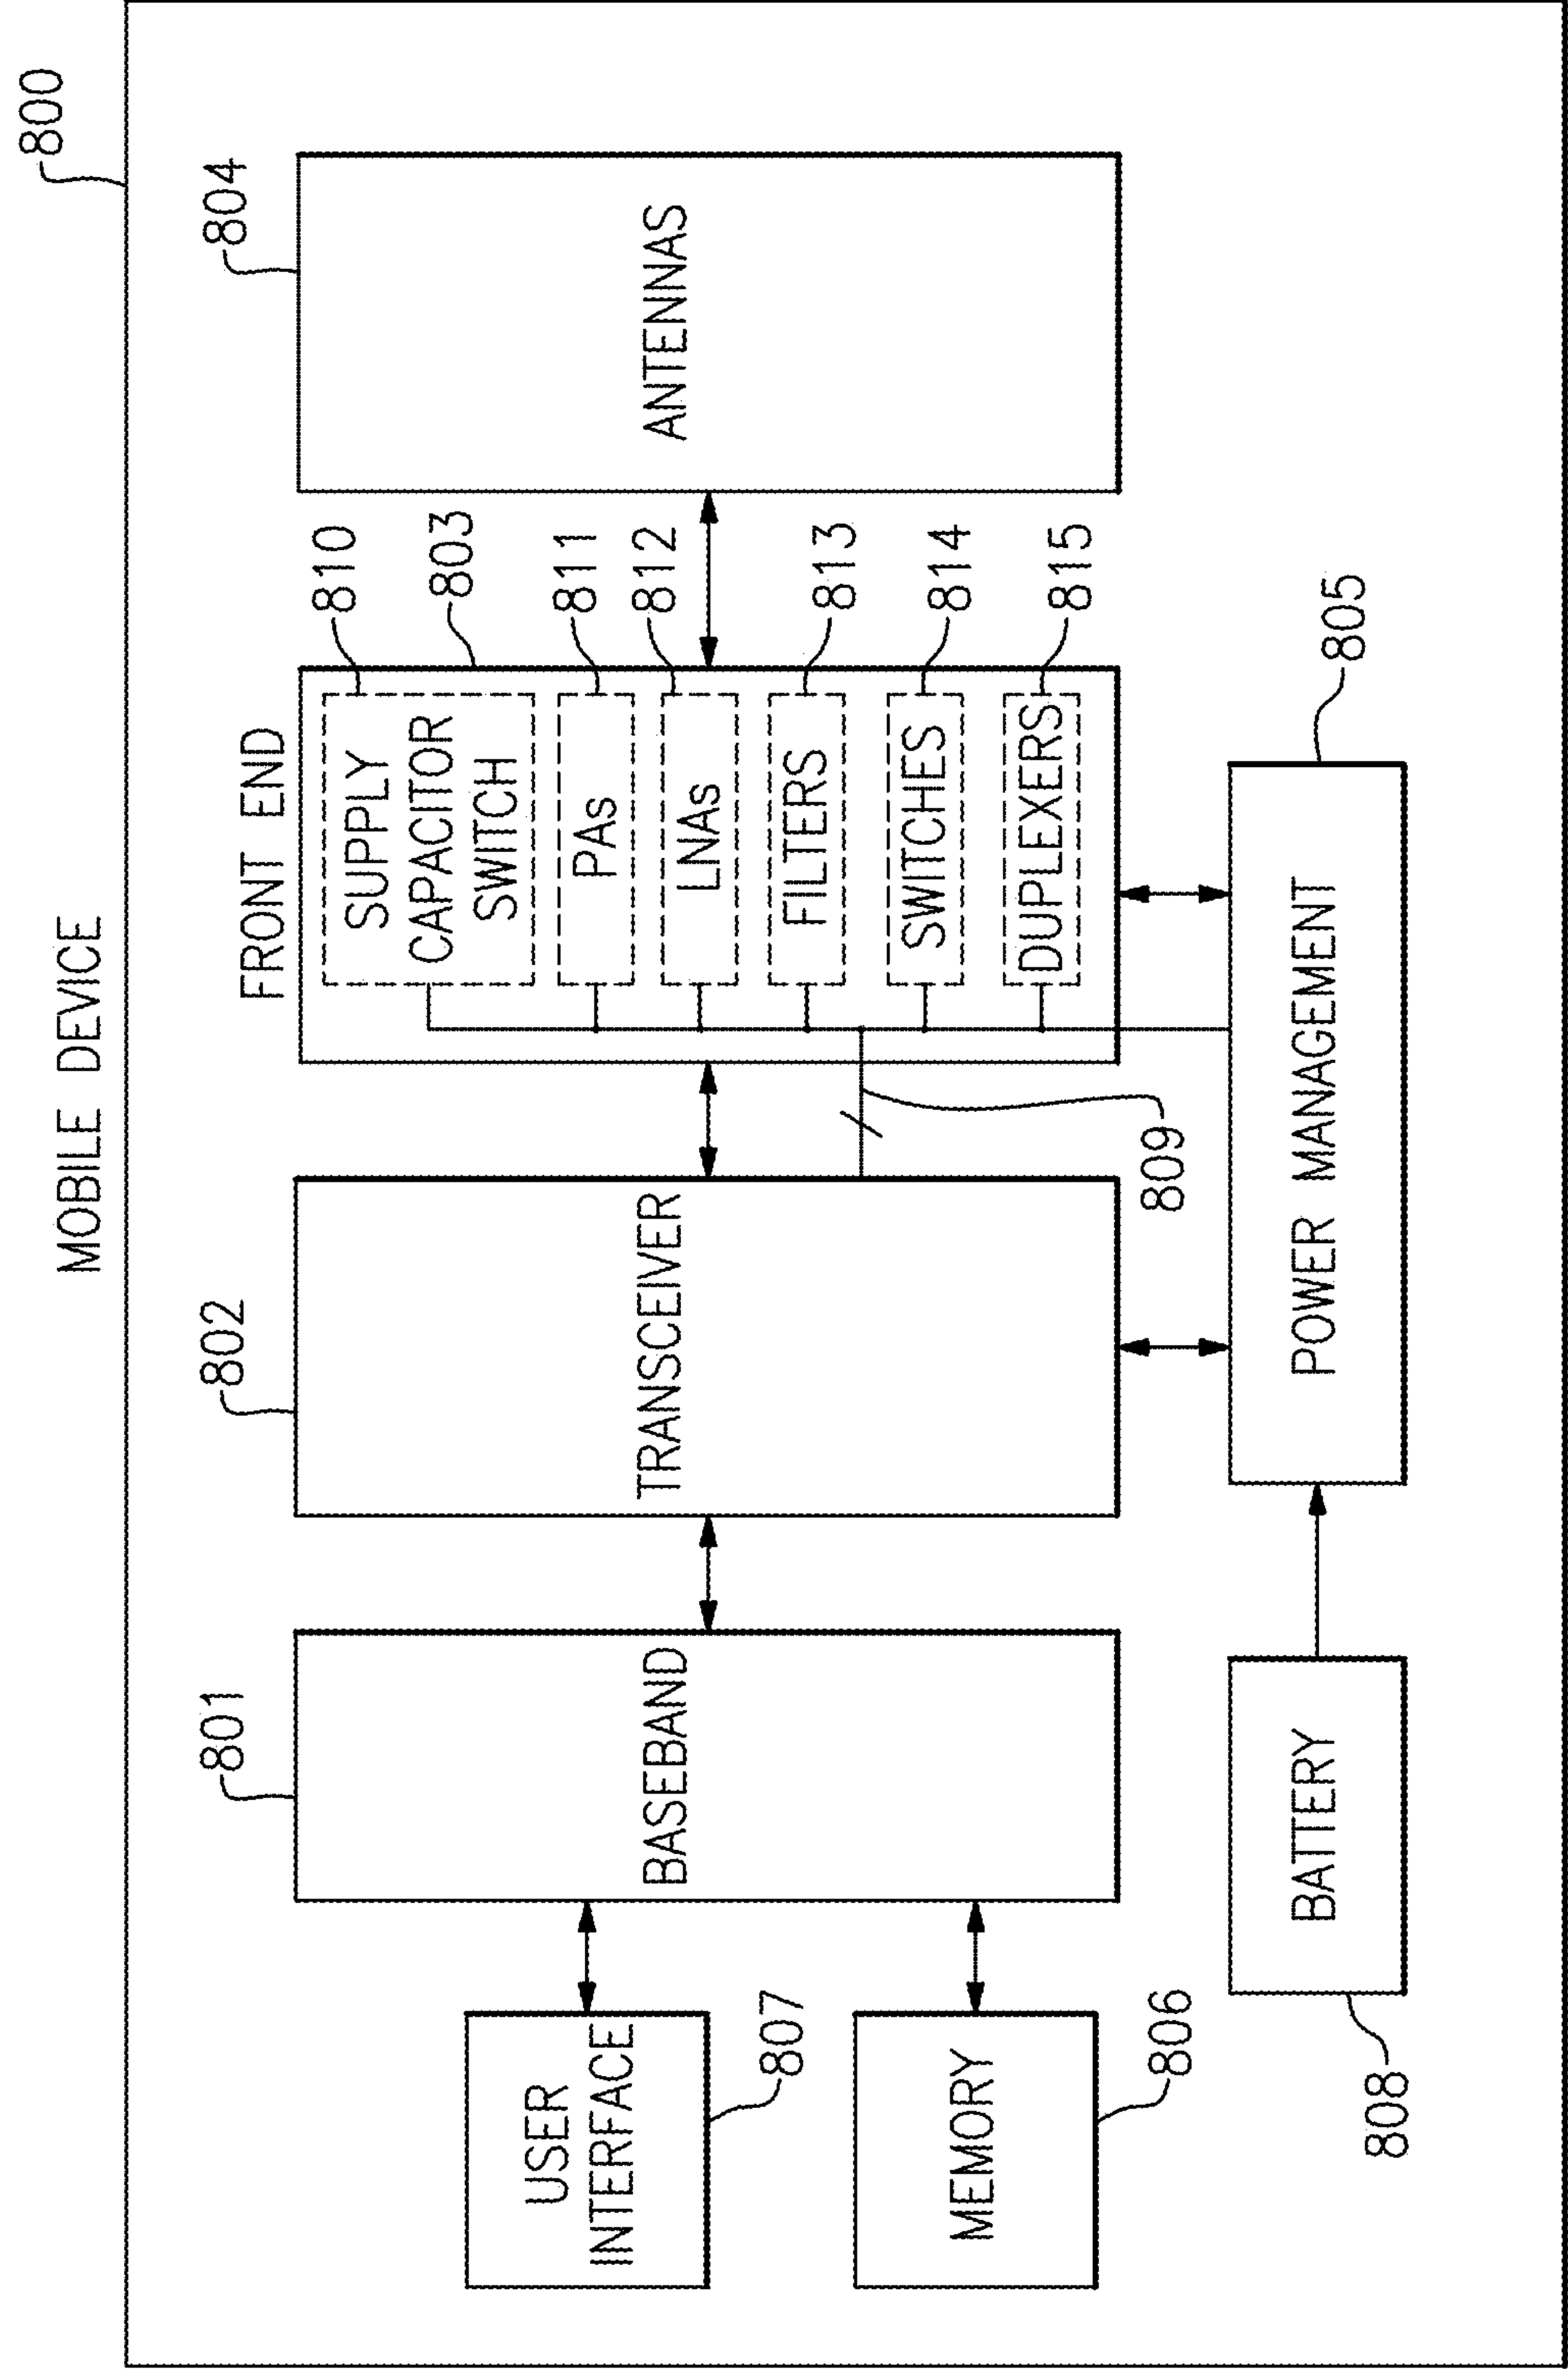 MOBILE DEVICE
800
FRONT END
801
802
803
804
810
SUPPLY
CAPACITOR
SWITCH
811
PAs
812
LNAs
813
FILTERS
814
SWITCHES
815
DUPLEXERS
USER
INTERFACE
807
MEMORY
806
BASEBAND
TRANSCEIVER
ANTENNAS
809
805
BATTERY
808
POWER MANAGEMENT